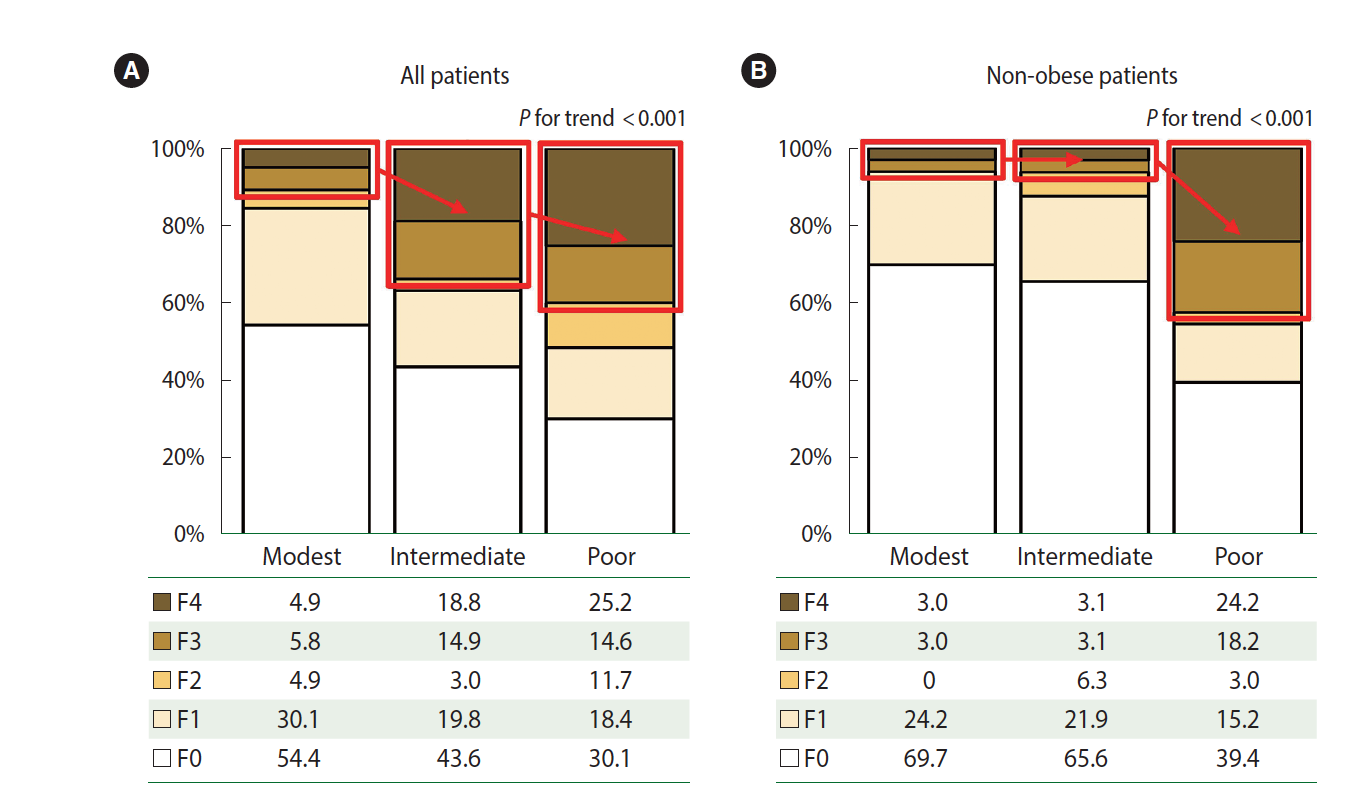 A All patients
P for trend <0.001
100%
80%
60%
40%
20%
0%
Modest Intermediate Poor
F4 4.9 18.8 25.2
F3 5.8 14.9 14.6
F2 4.9 3.0 11.7
F1 30.1 19.8 18.4
F0 54.4 43.6 30.1
B Non-obese patients
P for trend <0.001
100%
80%
60%
40%
20%
0%
Modest Intermediate Poor
F4 3.0 3.1 24.2
F3 3.0 3.1 18.2
F2 0 6.3 3.0
F1 24.2 21.9 15.2
F0 69.7 65.6 39.4